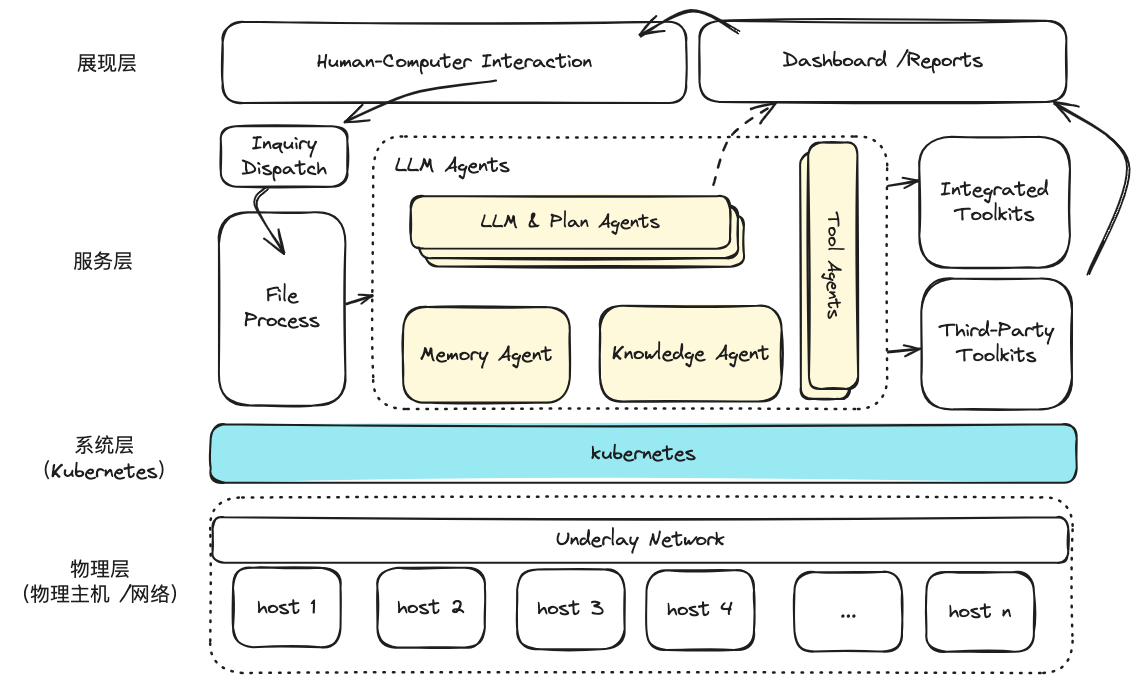 展现层
Human-Computer Interaction
Dashboard /Reports
Inquiry
Dispatch
LLM Agents
LLM & Plan Agents
Tool Agents
Integrated
Toolkits
服务层
File
Process
Memory Agent
Knowledge Agent
Third-Party
Toolkits
系统层
(Kubernetes)
kubernetes
Underlay Network
物理层
(物理主机 /网络)
host 1
host 2
host 3
host 4
...
host n